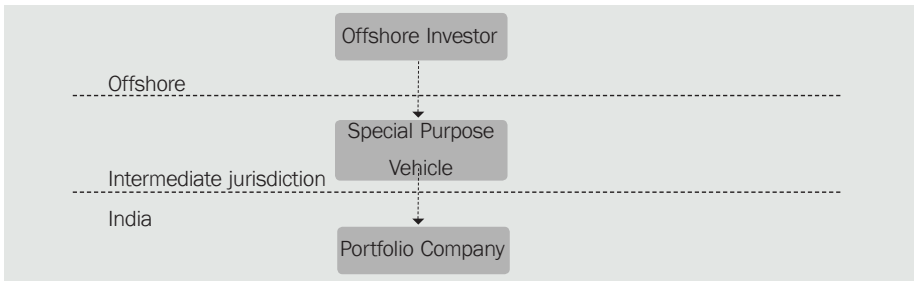 Offshore Investor
Offshore
Special Purpose
Vehicle
Intermediate jurisdiction
India
Portfolio Company